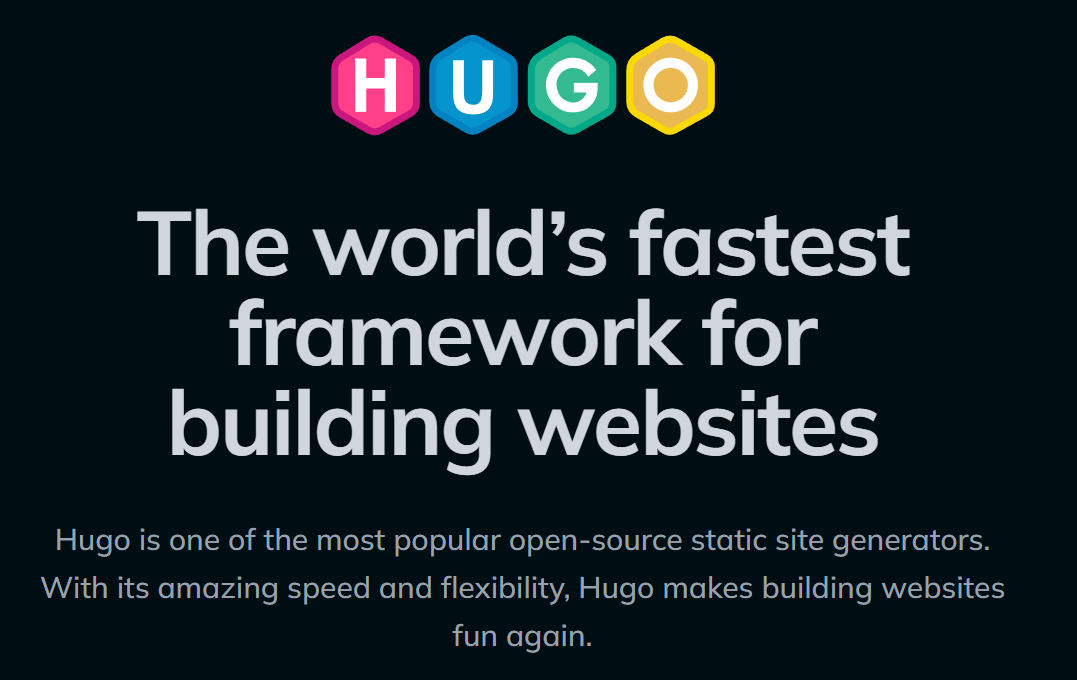 HUGO
The world’s fastest
framework for
building websites
Hugo is one of the most popular open-source static site generators.
With its amazing speed and flexibility, Hugo makes building websites
fun again.